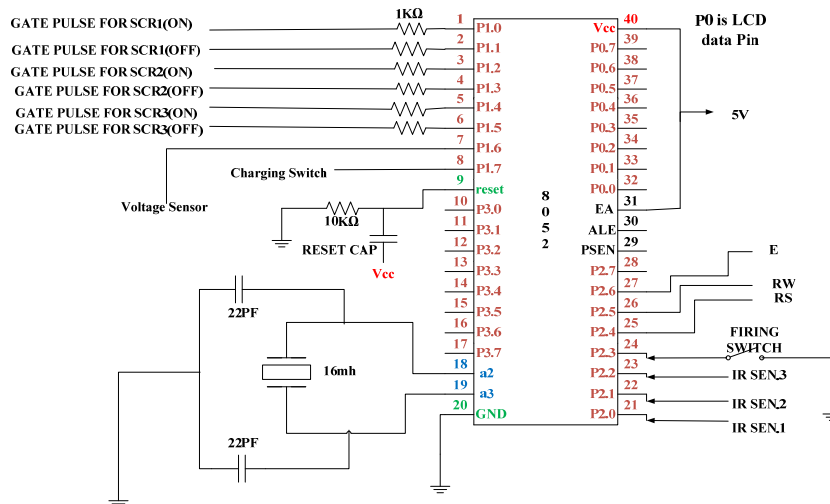 GATE PULSE FOR SCR1(ON)
GATE PULSE FOR SCR1(OFF)
GATE PULSE FOR SCR2(ON)
GATE PULSE FOR SCR2(OFF)
GATE PULSE FOR SCR3(ON)
GATE PULSE FOR SCR3(OFF)
1KΩ
Voltage Sensor
Charging Switch
10KΩ
RESET CAP
Vcc
22PF
16mh
22PF
1 P1.0
2 P1.1
3 P1.2
4 P1.3
5 P1.4
6 P1.5
7 P1.6
8 P1.7
9 reset
10 P3.0
11 P3.1
12 P3.2
13 P3.3
14 P3.4
15 P3.5
16 P3.6
17 P3.7
18 a2
19 a3
20 GND
8052
Vcc 40
P0.7 39
P0.6 38
P0.5 37
P0.4 36
P0.3 35
P0.2 34
P0.1 33
P0.0 32
EA 31
ALE 30
PSEN 29
P2.7 28
P2.6 27
P2.5 26
P2.4 25
P2.3 24
P2.2 23
P2.1 22
P2.0 21
P0 is LCD
data Pin
5V
E
RW
RS
FIRING
SWITCH
IR SEN.3
IR SEN.2
IR SEN.1